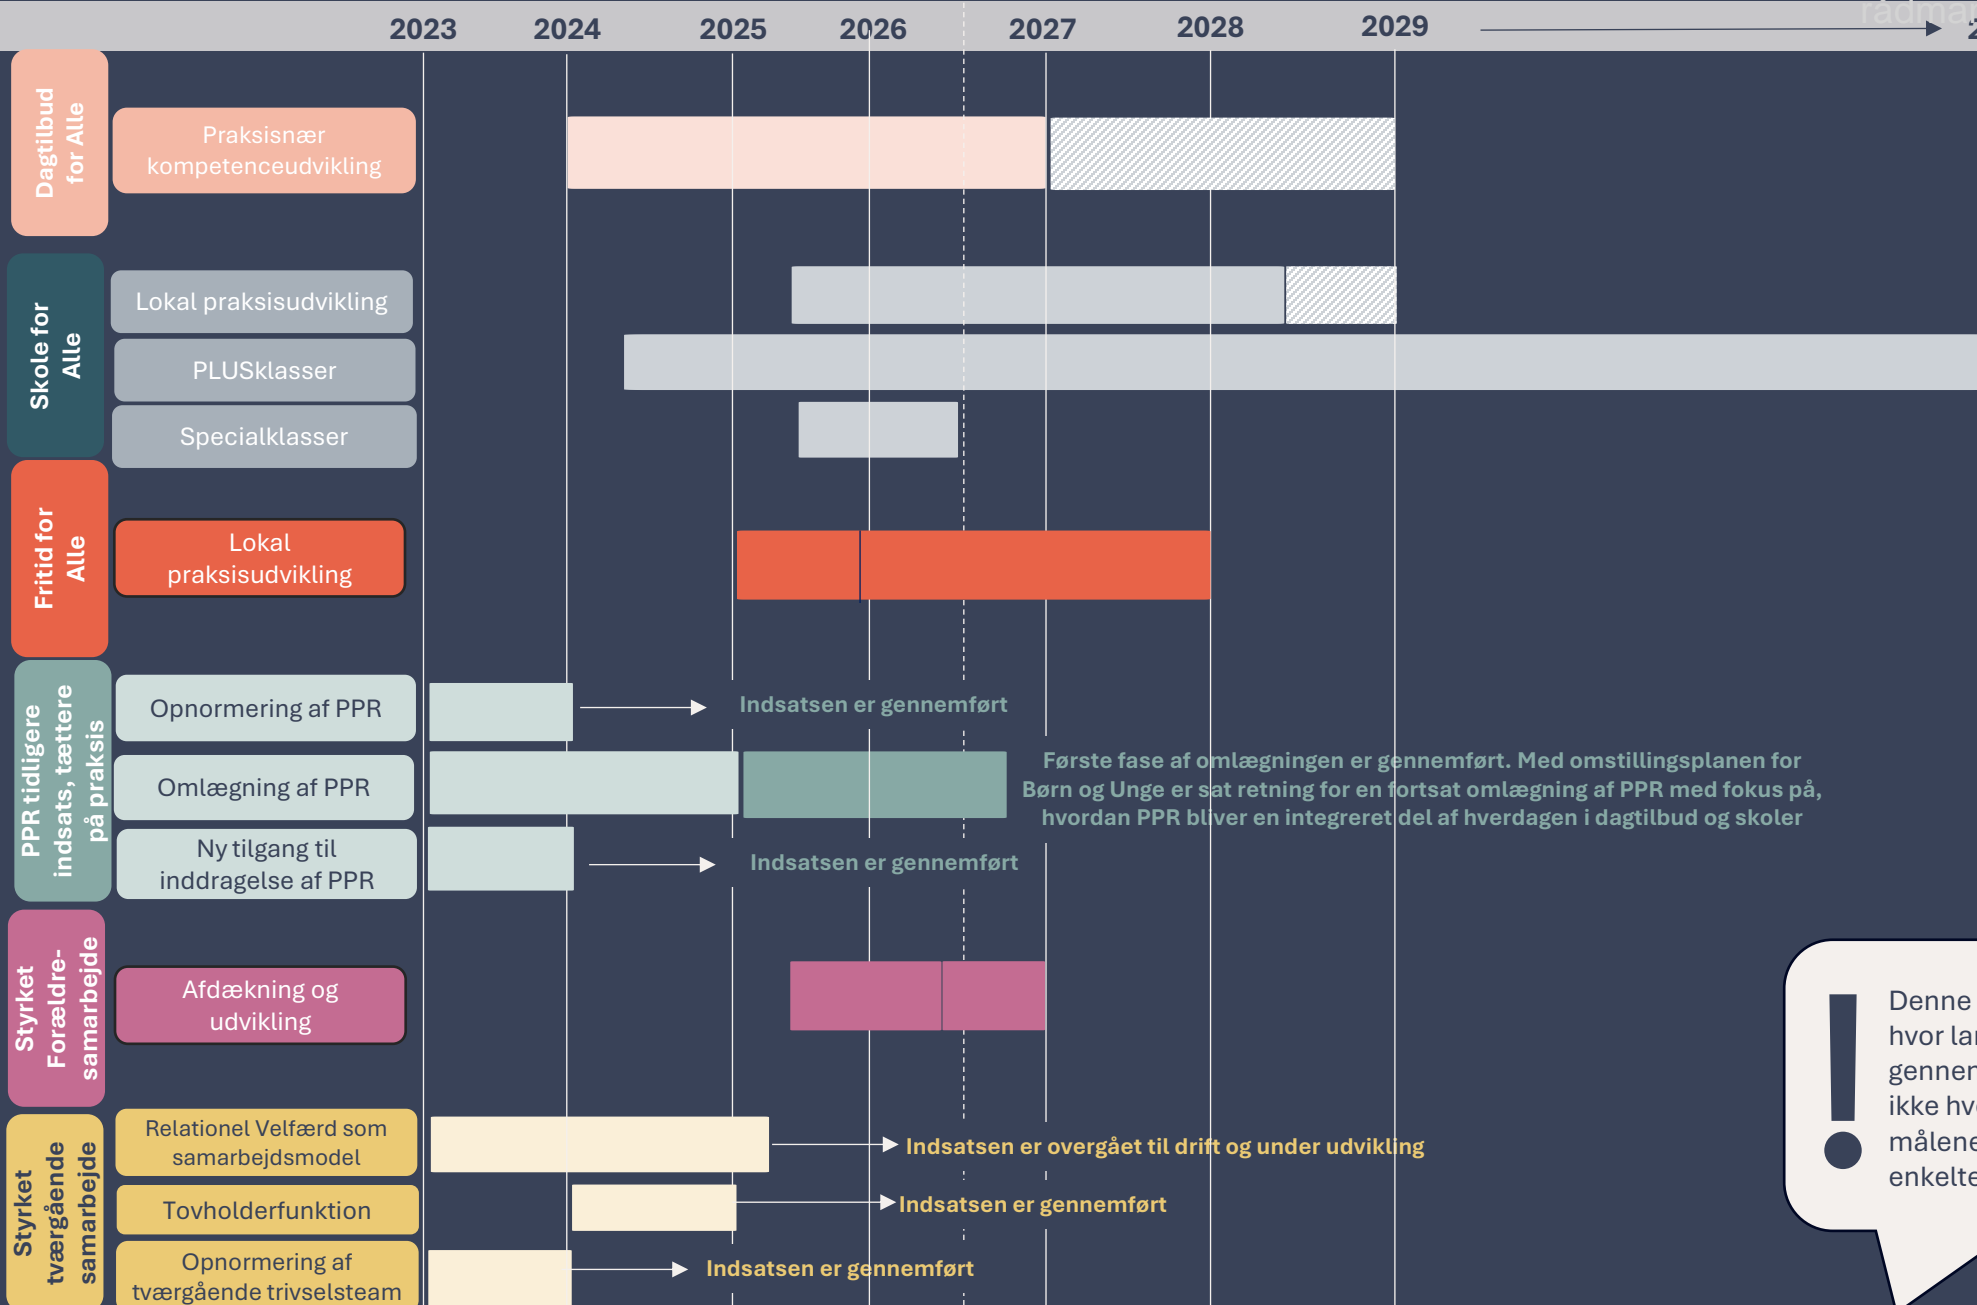 rådma
2023 2024 2025 2026 2027 2028 2029
Dagtilbud
for Alle
Praksisnær
kompetenceudvikling
Skole for
Alle
Lokal praksisudvikling
PLUSklasser
Specialklasser
Fritid for
Alle
Lokal
praksisudvikling
PPR tidligere
indsats, tættere
på praksis
Opnormering af PPR
Indsatsen er gennemført
Omlægning af PPR
Første fase af omlægningen er gennemført. Med omstillingsplanen for
Børn og Unge er sat retning for en fortsat omlægning af PPR med fokus på,
hvordan PPR bliver en integreret del af hverdagen i dagtilbud og skoler
Ny tilgang til
inddragelse af PPR
Indsatsen er gennemført
Styrket
Forældre-
samarbejde
Afdækning og
udvikling
Styrket
tværgående
samarbejde
Relationel Velfærd som
samarbejdsmodel
Indsatsen er overgået til drift og under udvikling
Tovholderfunktion
Indsatsen er gennemført
Opnormering af
tværgående trivselsteam
Indsatsen er gennemført
!
Denne
hvor
ikke
målene